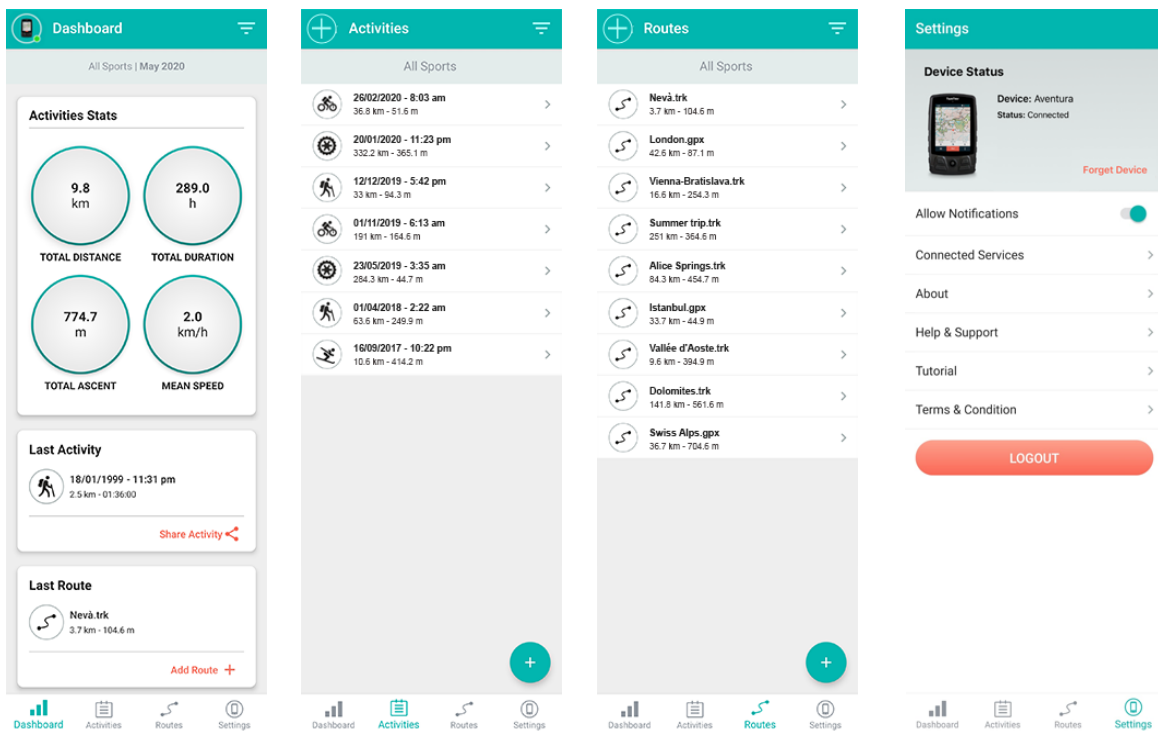 Dashboard
All Sports | May 2020
Activities Stats
9.8
km
289.0
h
TOTAL DISTANCE
TOTAL DURATION
774.7
m
2.0
km/h
TOTAL ASCENT
MEAN SPEED
Last Activity
18/01/1999 - 11:31 pm
2.5 km - 01:36:00
Share Activity
Last Route
Nevà.trk
3.7 km - 104.6 m
Add Route +
Dashboard
Activities
Routes
Settings
Activities
All Sports
26/02/2020 - 8:03 am
36.8 km - 51.6 m
20/01/2020 - 11:23 pm
332.2 km - 365.1 m
12/12/2019 - 5:42 pm
33 km - 94.3 m
01/11/2019 - 6:13 am
191 km - 164.6 m
23/05/2019 - 3:35 am
284.3 km - 44.7 m
01/04/2018 - 2:22 am
63.6 km - 249.9 m
16/09/2017 - 10:22 pm
10.6 km - 414.2 m
+
Dashboard
Activities
Routes
Settings
Routes
All Sports
Nevà.trk
3.7 km - 104.6 m
London.gpx
42.6 km - 87.1 m
Vienna-Bratislava.trk
16.6 km - 254.3 m
Summer trip.trk
251 km - 364.6 m
Alice Springs.trk
84.3 km - 454.7 m
Istanbul.gpx
33.7 km - 44.9 m
Vallée d'Aoste.trk
9.6 km - 394.9 m
Dolomites.trk
141.8 km - 561.6 m
Swiss Alps.gpx
36.7 km - 704.6 m
+
Dashboard
Activities
Routes
Settings
Settings
Device Status
Device: Aventura
Status: Connected
Forget Device
Allow Notifications
Connected Services
About
Help & Support
Tutorial
Terms & Condition
LOGOUT
Dashboard
Activities
Routes
Settings